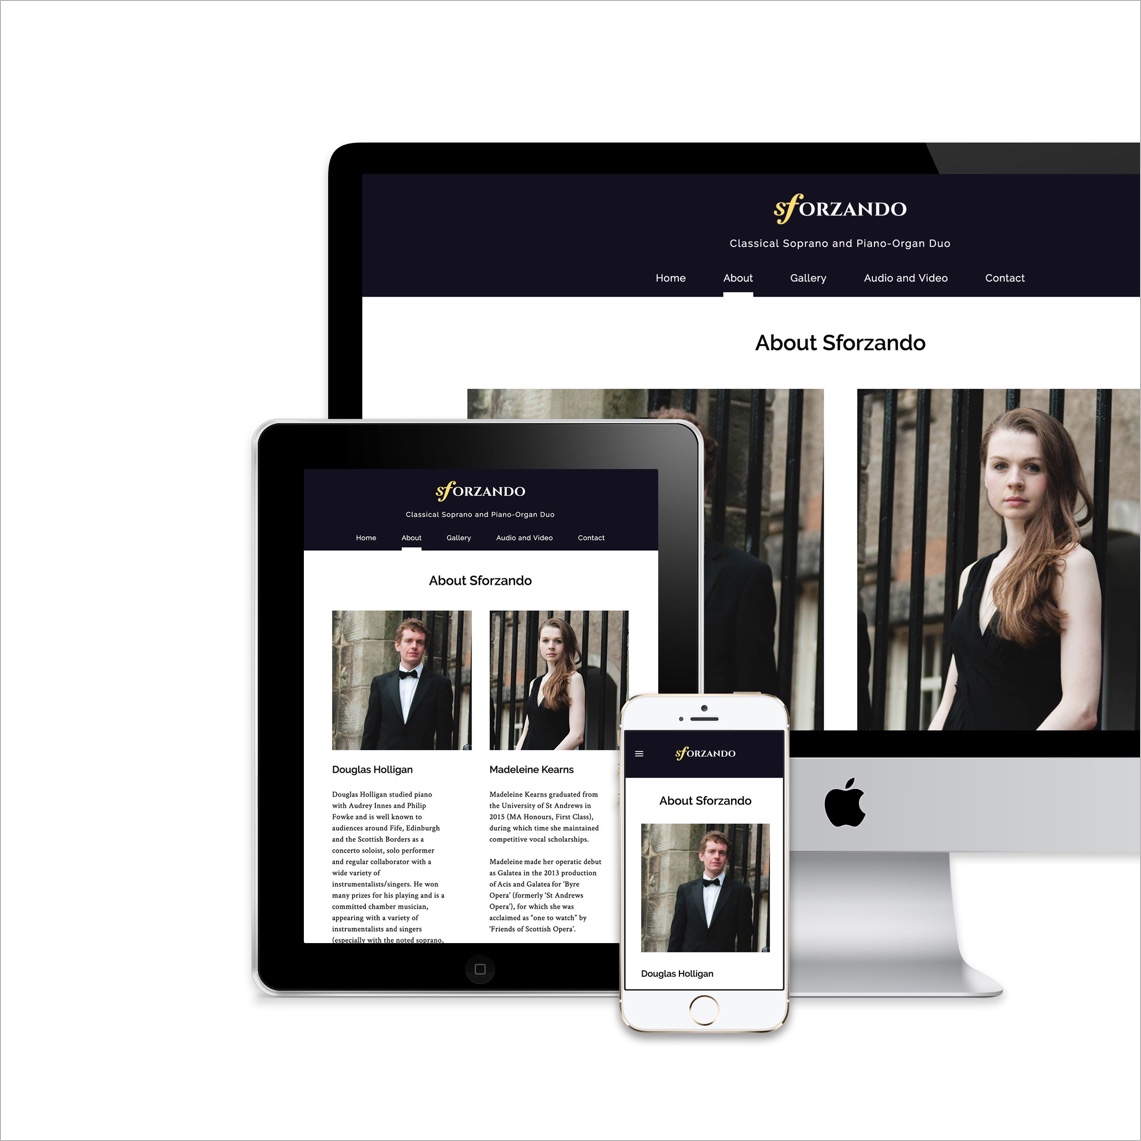 sfORZANDO
Classical Soprano and Piano-Organ Duo
Home About Gallery Audio and Video Contact
About Sforzando
sfORZANDO
Classical Soprano and Piano-Organ Duo
Home About Gallery Audio and Video Contact
About Sforzando
Douglas Holligan
Douglas Holligan studied piano
with Audrey Innes and Philip
Fowke and is well known to
audiences around Fife, Edinburgh
and the Scottish Borders as a
concerto soloist, solo performer
and regular collaborator with a
wide variety of
instrumentalists/singers. He won
many prizes for his playing and is a
committed chamber musician,
appearing with a variety of
instrumentalists and singers
(especially with the noted soprano,
Madeleine Kearns
Madeleine Kearns graduated from
the University of St Andrews in
2015 (MA Honours, First Class),
during which time she maintained
competitive vocal scholarships.
Madeleine made her operatic debut
as Galatea in the 2013 production
of Acis and Galatea for 'Byre
Opera' (formerly 'St Andrews
Opera'), for which she was
acclaimed as "one to watch" by
'Friends of Scottish Opera'.
sfORZANDO
About Sforzando
Douglas Holligan